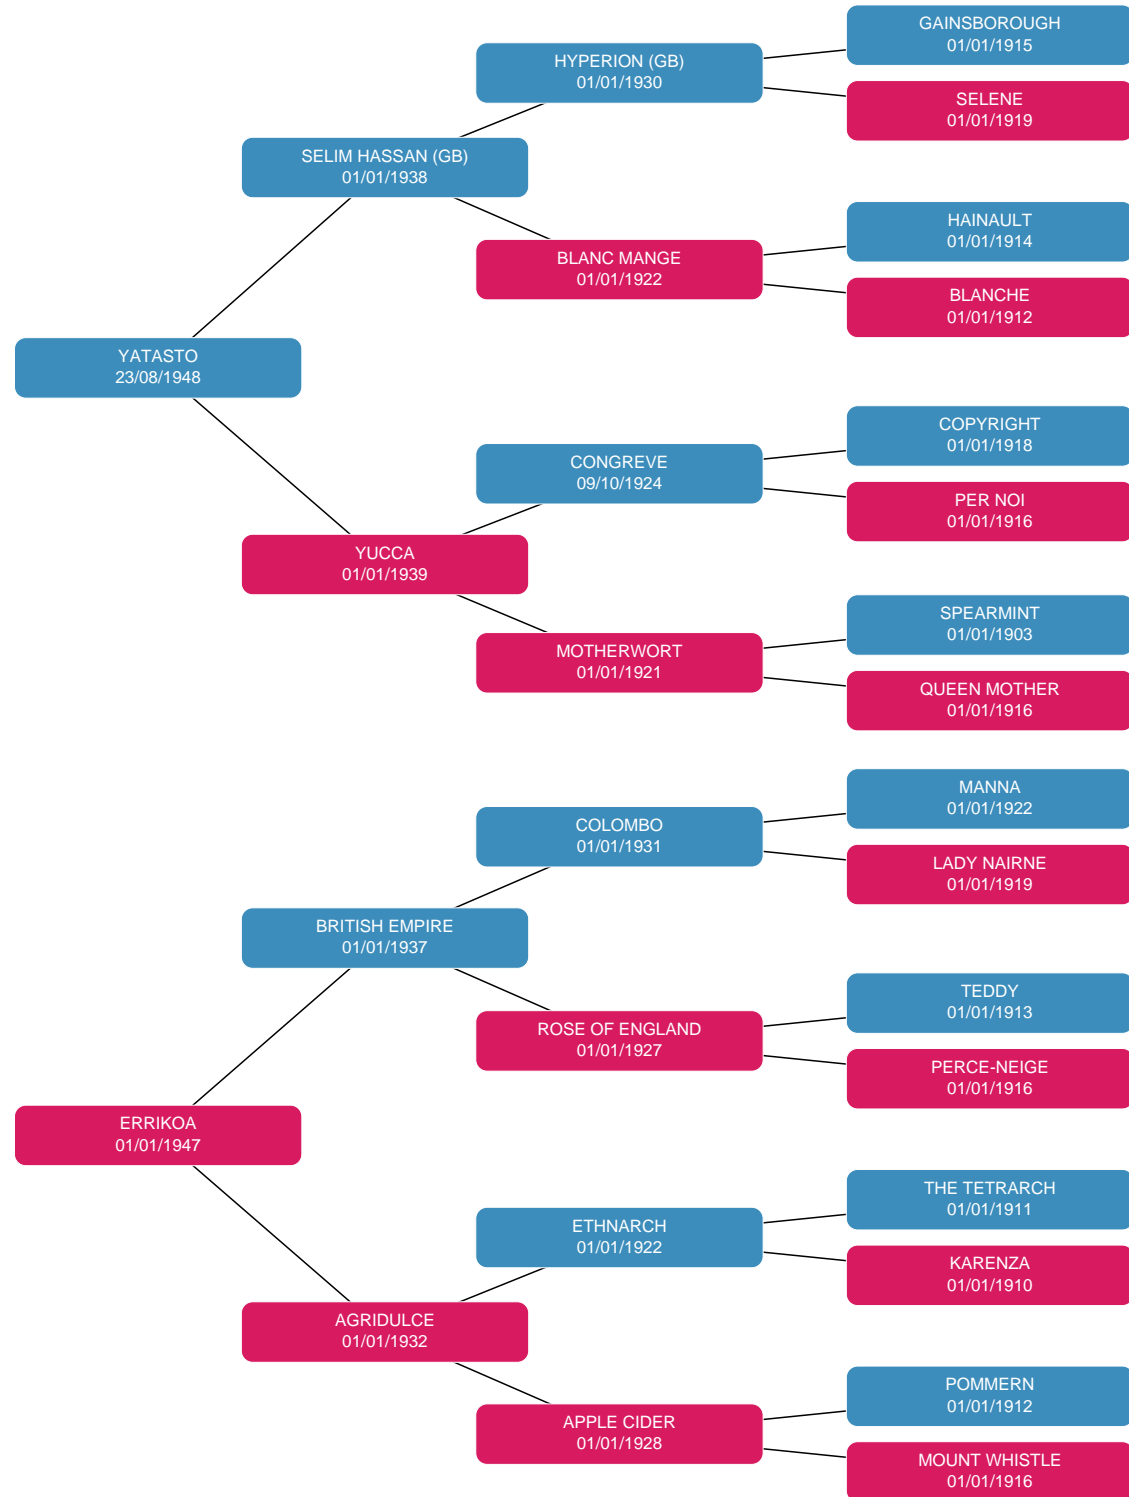 GAINSBOROUGH
01/01/1915
HYPERION (GB)
01/01/1930
SELENE
01/01/1919
SELIM HASSAN (GB)
01/01/1938
HAINAULT
01/01/1914
BLANC MANGE
01/01/1922
BLANCHE
01/01/1912
YATASTO
23/08/1948
COPYRIGHT
01/01/1918
CONGREVE
09/10/1924
PER NOI
01/01/1916
YUCCA
01/01/1939
SPEARMINT
01/01/1903
MOTHERWORT
01/01/1921
QUEEN MOTHER
01/01/1916
MANNA
01/01/1922
COLOMBO
01/01/1931
LADY NAIRNE
01/01/1919
BRITISH EMPIRE
01/01/1937
TEDDY
01/01/1913
ROSE OF ENGLAND
01/01/1927
PERCE-NEIGE
01/01/1916
ERRIKOA
01/01/1947
THE TETRARCH
01/01/1911
ETHNARCH
01/01/1922
KARENZA
01/01/1910
AGRIDULCE
01/01/1932
POMMERN
01/01/1912
APPLE CIDER
01/01/1928
MOUNT WHISTLE
01/01/1916